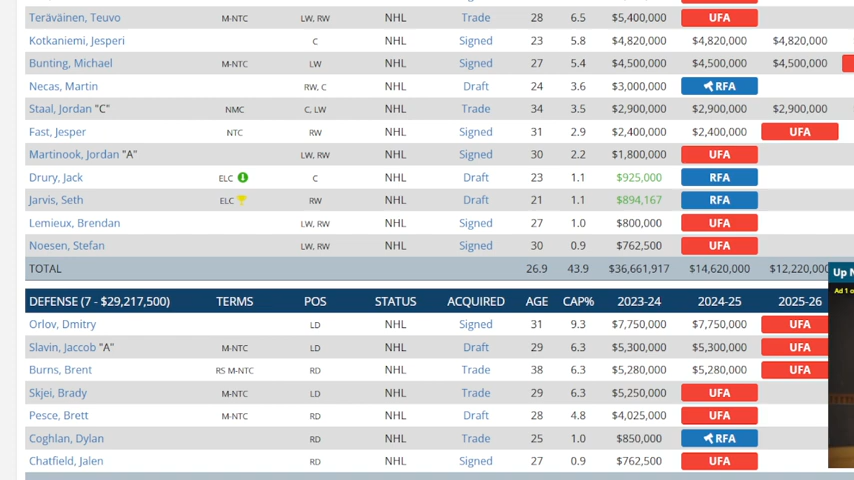 Teräväinen, Teuvo M-NTC LW, RW NHL Trade 28 6.5 $5,400,000 UFA
Kotkaniemi, Jesperi C NHL Signed 23 5.8 $4,820,000 $4,820,000 $4,820,000
Bunting, Michael M-NTC LW NHL Signed 27 5.4 $4,500,000 $4,500,000 $4,500,000
Necas, Martin RW, C NHL Draft 24 3.6 $3,000,000 RFA
Staal, Jordan "C" NMC C, LW NHL Trade 34 3.5 $2,900,000 $2,900,000 $2,900,000
Fast, Jesper NTC RW NHL Signed 31 2.9 $2,400,000 $2,400,000 UFA
Martinook, Jordan "A" LW, RW NHL Trade 30 2.2 $1,800,000 UFA
Drury, Jack ELC C NHL Draft 23 1.1 $925,000 RFA
Jarvis, Seth ELC RW NHL Draft 21 1.1 $894,167 RFA
Lemieux, Brendan LW, RW NHL Signed 27 1.0 $800,000 UFA
Noesen, Stefan LW, RW NHL Signed 30 0.9 $762,500 UFA
TOTAL 26.9 43.9 $36,661,917 $14,620,000 $12,220,000
Up N
Ad 1 o
DEFENSE (7 - $29,217,500) TERMS POS STATUS ACQUIRED AGE CAP% 2023-24 2024-25 2025-26
Orlov, Dmitry LD NHL Signed 31 9.3 $7,750,000 $7,750,000 UFA
Slavin, Jaccob "A" M-NTC LD NHL Draft 29 6.3 $5,300,000 $5,300,000 UFA
Burns, Brent RS M-NTC RD NHL Trade 38 6.3 $5,280,000 $5,280,000 UFA
Skjei, Brady M-NTC LD NHL Trade 29 6.3 $5,250,000 UFA
Pesce, Brett M-NTC RD NHL Draft 28 4.8 $4,025,000 UFA
Coghlan, Dylan RD NHL Trade 25 1.0 $850,000 RFA
Chatfield, Jalen RD NHL Signed 27 0.9 $762,500 UFA